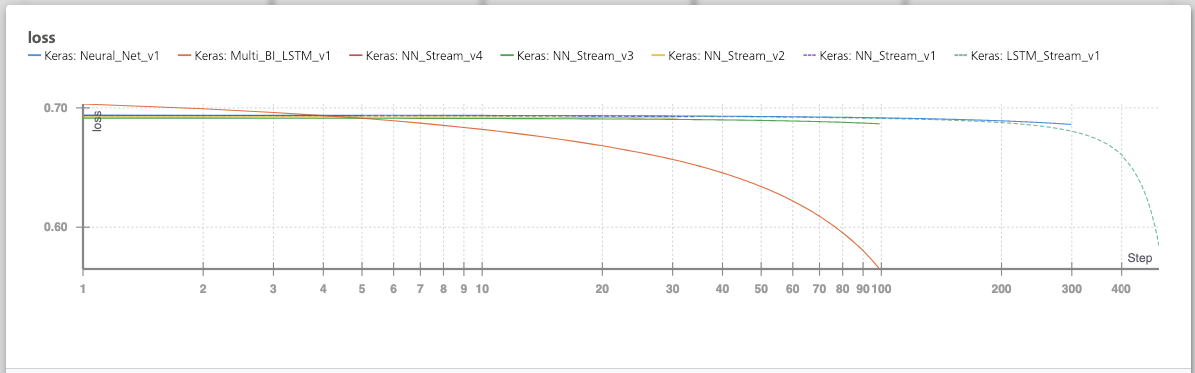 loss
Keras: Neural_Net_v1 Keras: Multi_BI_LSTM_v1 Keras: NN_Stream_v4 Keras: NN_Stream_v3 Keras: NN_Stream_v2 Keras: NN_Stream_v1 Keras: LSTM_Stream_v1
0.70
loss
0.60
Step
1 2 3 4 5 6 7 8 9 10 20 30 40 50 60 70 80 90 100 200 300 400